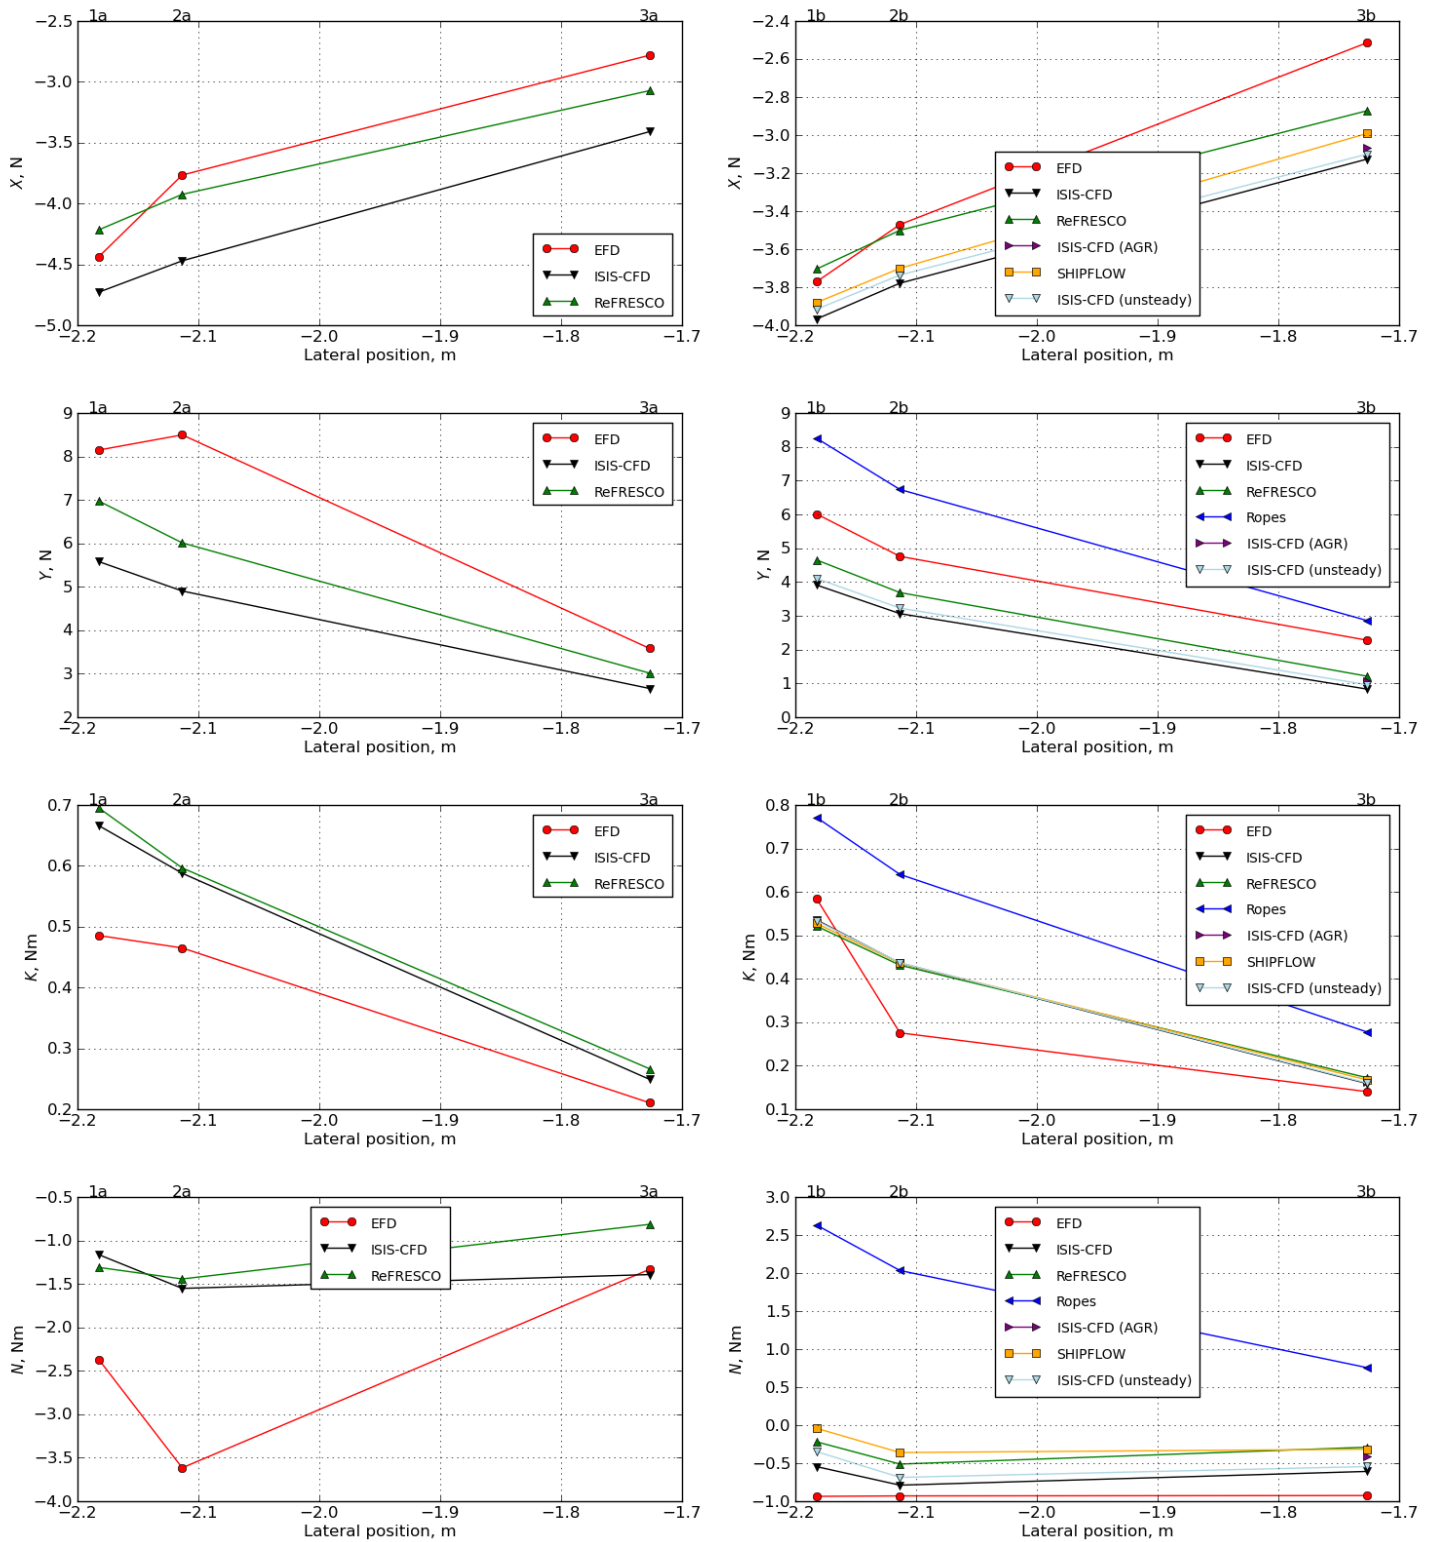 1a 2a 3a
−2.5
−3.0
−3.5
−4.0
−4.5
−5.0
X, N
EFD
ISIS-CFD
ReFRESCO
−2.2 −2.1 −2.0 −1.9 −1.8 −1.7
Lateral position, m
1b 2b 3b
−2.4
−2.6
−2.8
−3.0
−3.2
−3.4
−3.6
−3.8
−4.0
X, N
EFD
ISIS-CFD
ReFRESCO
ISIS-CFD (AGR)
SHIPFLOW
ISIS-CFD (unsteady)
−2.2 −2.1 −2.0 −1.9 −1.8 −1.7
Lateral position, m
1a 2a 3a
9
8
7
6
5
4
3
2
Y, N
EFD
ISIS-CFD
ReFRESCO
−2.2 −2.1 −2.0 −1.9 −1.8 −1.7
Lateral position, m
1b 2b 3b
9
8
7
6
5
4
3
2
1
0
Y, N
EFD
ISIS-CFD
ReFRESCO
Ropes
ISIS-CFD (AGR)
ISIS-CFD (unsteady)
−2.2 −2.1 −2.0 −1.9 −1.8 −1.7
Lateral position, m
1a 2a 3a
0.7
0.6
0.5
0.4
0.3
0.2
K, Nm
EFD
ISIS-CFD
ReFRESCO
−2.2 −2.1 −2.0 −1.9 −1.8 −1.7
Lateral position, m
1b 2b 3b
0.8
0.7
0.6
0.5
0.4
0.3
0.2
0.1
K, Nm
EFD
ISIS-CFD
ReFRESCO
Ropes
ISIS-CFD (AGR)
SHIPFLOW
ISIS-CFD (unsteady)
−2.2 −2.1 −2.0 −1.9 −1.8 −1.7
Lateral position, m
1a 2a 3a
−0.5
−1.0
−1.5
−2.0
−2.5
−3.0
−3.5
−4.0
N, Nm
EFD
ISIS-CFD
ReFRESCO
−2.2 −2.1 −2.0 −1.9 −1.8 −1.7
Lateral position, m
1b 2b 3b
3.0
2.5
2.0
1.5
1.0
0.5
0.0
−0.5
−1.0
N, Nm
EFD
ISIS-CFD
ReFRESCO
Ropes
ISIS-CFD (AGR)
SHIPFLOW
ISIS-CFD (unsteady)
−2.2 −2.1 −2.0 −1.9 −1.8 −1.7
Lateral position, m